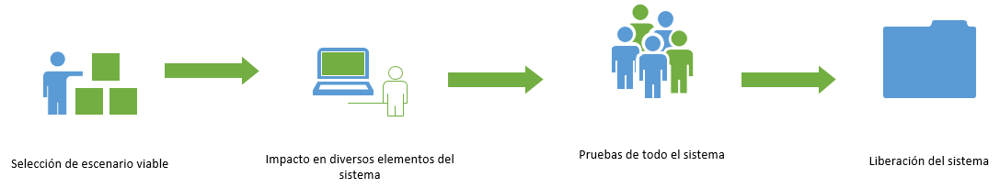 Selección de escenario viable
Impacto en diversos elementos del
sistema
Pruebas de todo el sistema
Liberación del sistema